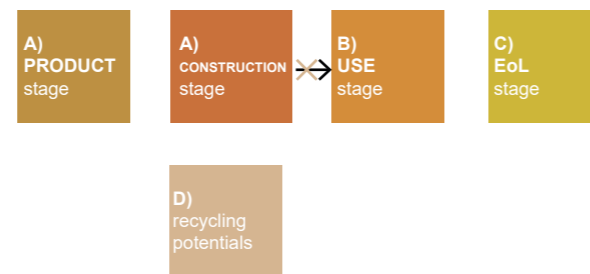 A)
PRODUCT
stage
A)
CONSTRUCTION
stage
B)
USE
stage
C)
EoL
stage
D)
recycling
potentials